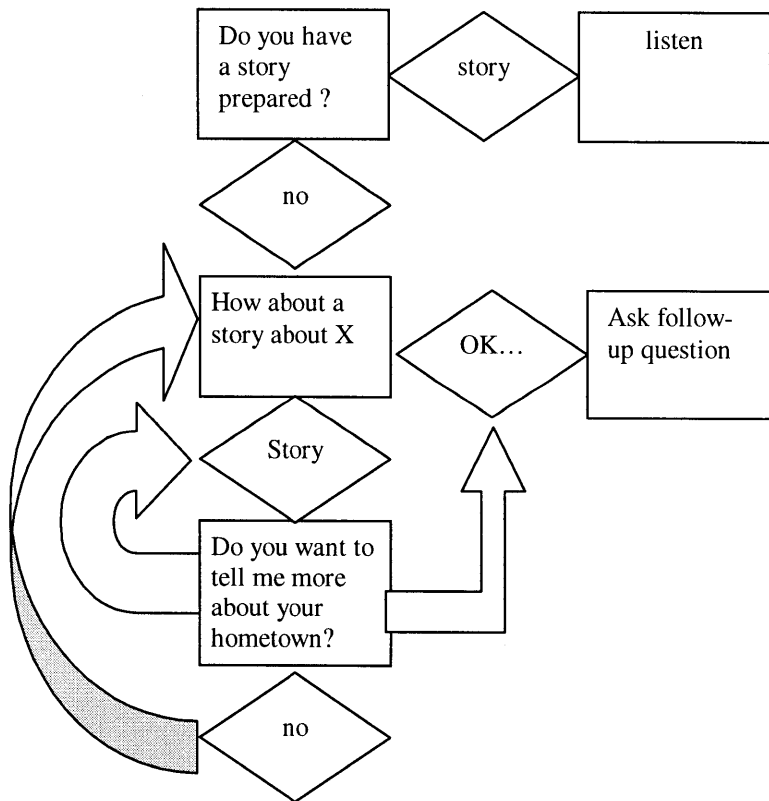 Do you have
a story
prepared ?
story
listen
no
How about a
story about X
OK…
Ask follow-
up question
Story
Do you want to
tell me more
about your
hometown?
no